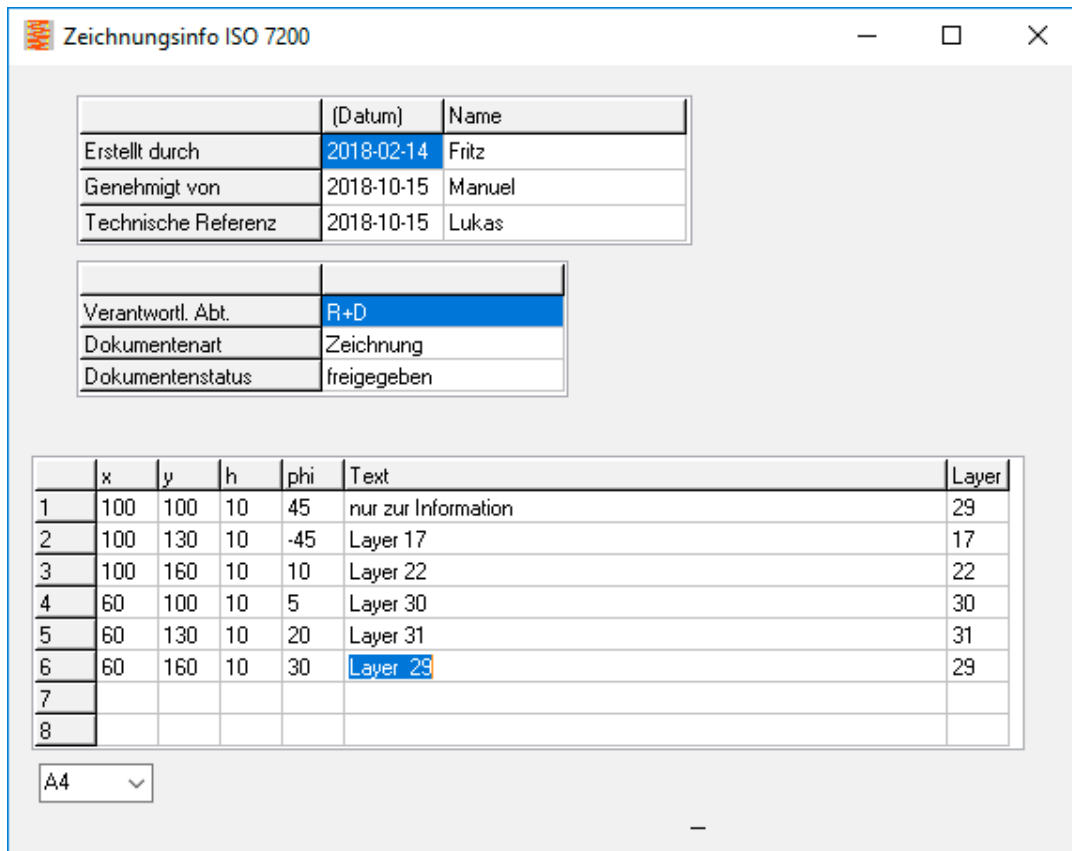 Zeichnungsinfo ISO 7200
(Datum) Name
Erstellt durch 2018-02-14 Fritz
Genehmigt von 2018-10-15 Manuel
Technische Referenz 2018-10-15 Lukas
Verantwortl. Abt. R+D
Dokumentenart Zeichnung
Dokumentenstatus freigegeben
x y h phi Text Layer
1 100 100 10 45 nur zur Information 29
2 100 130 10 -45 Layer 17 17
3 100 160 10 10 Layer 22 22
4 60 100 10 5 Layer 30 30
5 60 130 10 20 Layer 31 31
6 60 160 10 30 Layer  29 29
7
8
A4